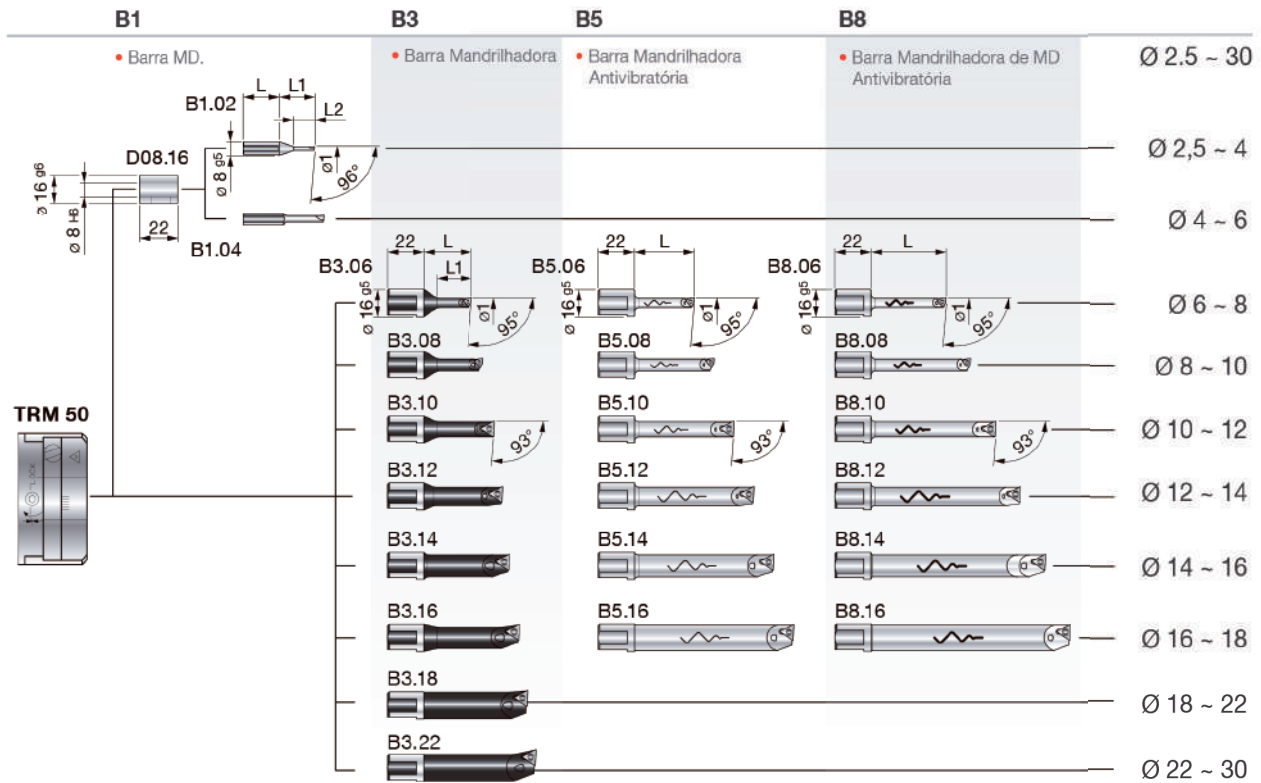 B1 B3 B5 B8
• Barra MD.
• Barra Mandrilhadora
• Barra Mandrilhadora
Antivibratória
• Barra Mandrilhadora de MD
Antivibratória
Ø 2.5 ~ 30
L L1
L2
B1.02
D08.16
Ø 16 g6
Ø 8 H6
22
Ø 8 g5
Ø1
96°
Ø 2,5 ~ 4
B1.04
Ø 4 ~ 6
22 L
L1
B3.06
Ø 16 g5
Ø1
95°
22 L
B5.06
Ø 16 g5
Ø1
95°
22 L
B8.06
Ø 16 g5
Ø1
95°
Ø 6 ~ 8
B3.08 B5.08 B8.08
Ø 8 ~ 10
TRM 50
LOCK
B3.10 B5.10 B8.10
93° 93° 93°
Ø 10 ~ 12
B3.12 B5.12 B8.12
Ø 12 ~ 14
B3.14 B5.14 B8.14
Ø 14 ~ 16
B3.16 B5.16 B8.16
Ø 16 ~ 18
B3.18
Ø 18 ~ 22
B3.22
Ø 22 ~ 30